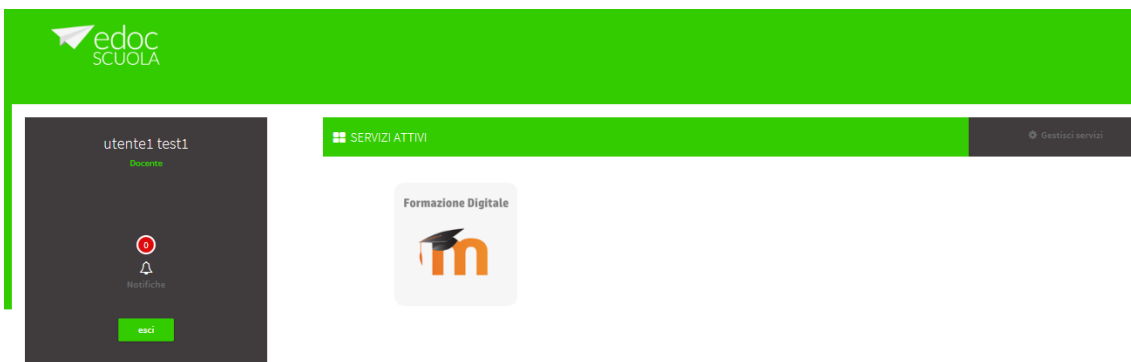 edoc
SCUOLA
utente1 test1
Docente
0
Notifiche
esci
SERVIZI ATTIVI
Gestisci servizi
Formazione Digitale
m